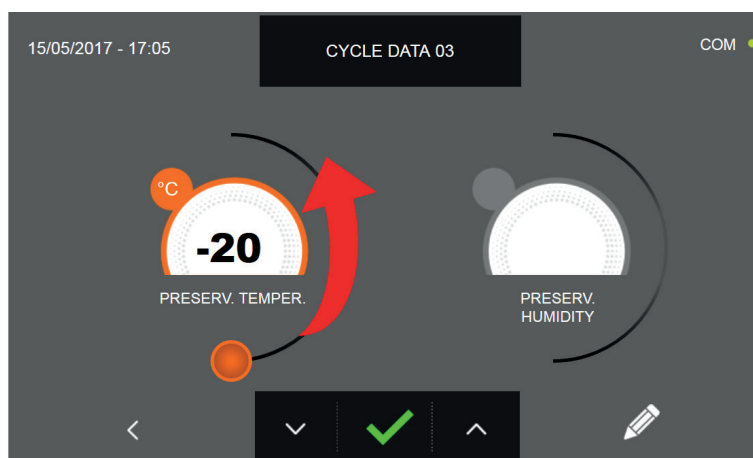 15/05/2017 - 17:05
CYCLE DATA 03
COM
°C
-20
PRESERV. TEMPER.
PRESERV.
HUMIDITY